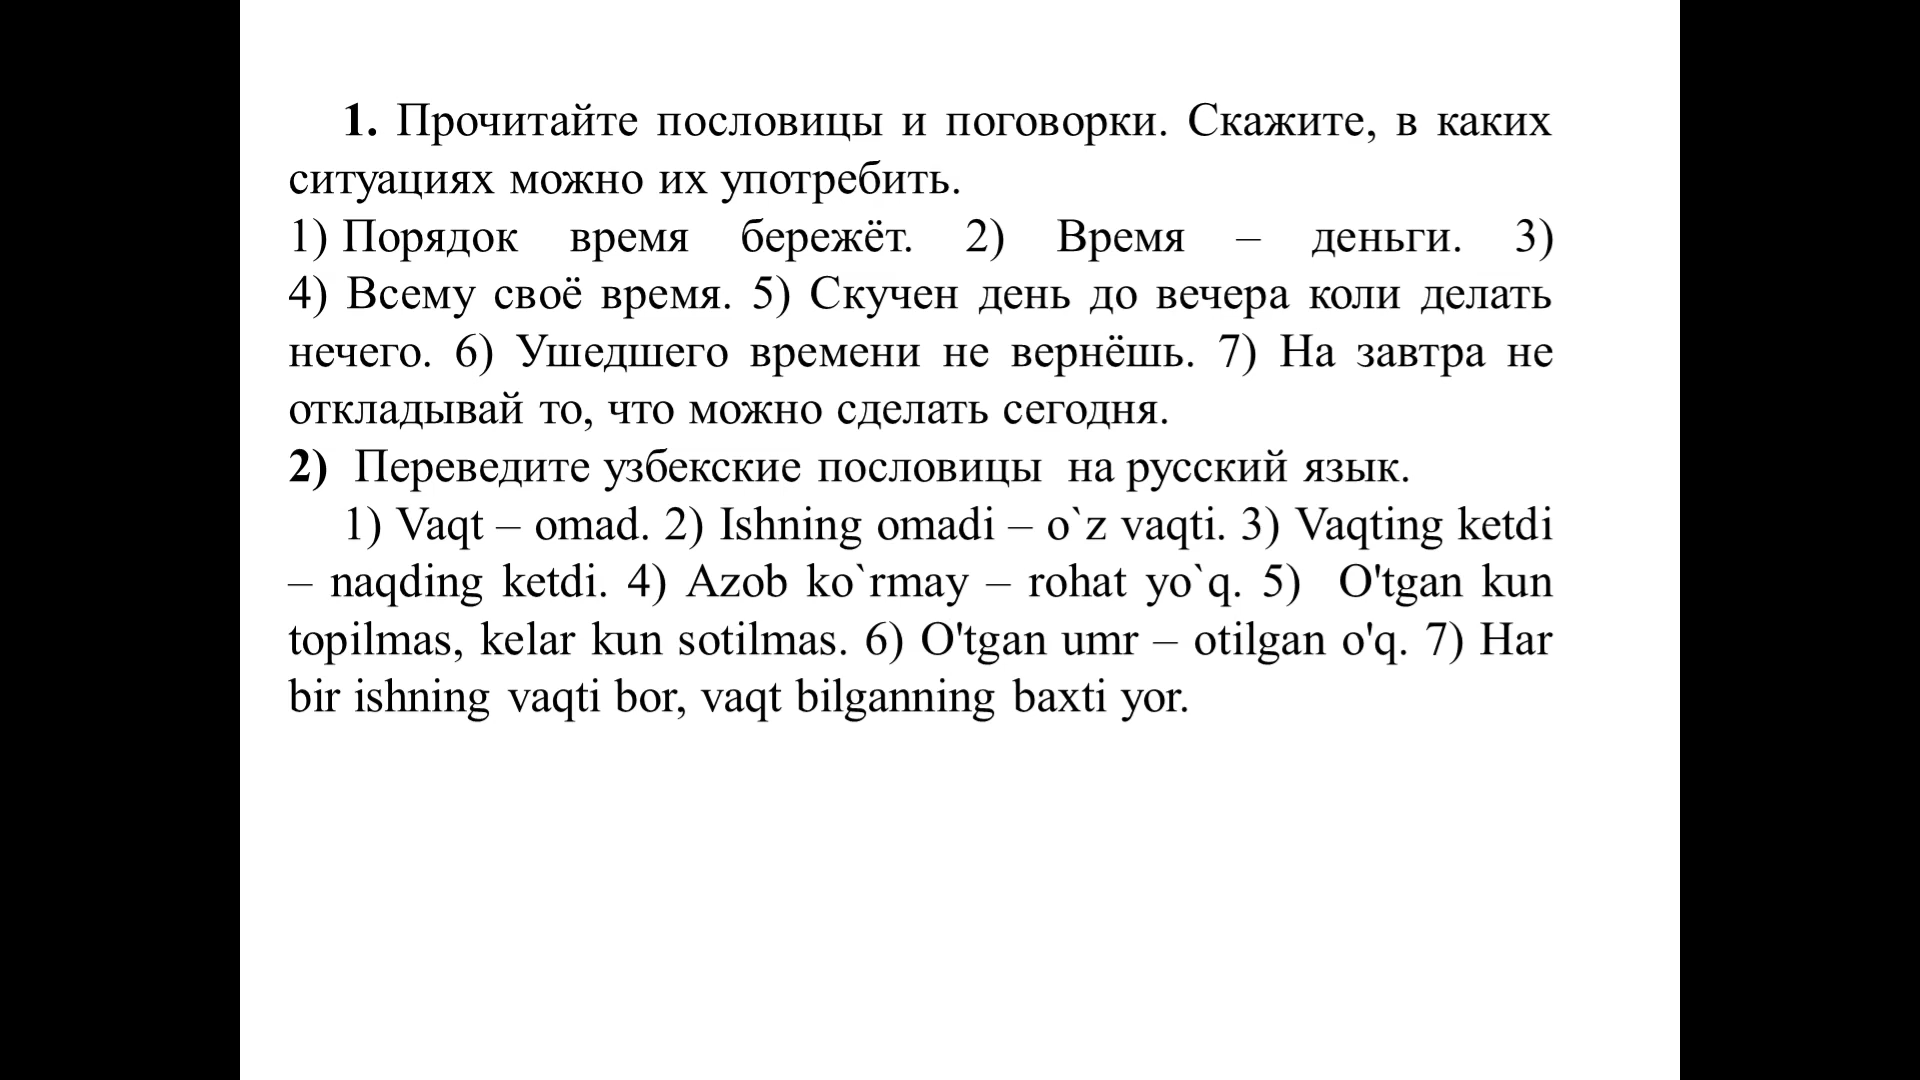 1. Прочитайте пословицы и поговорки. Скажите, в каких
ситуациях можно их употребить.
1) Порядок время бережёт. 2) Время – деньги. 3)
4) Всему своё время. 5) Скучен день до вечера коли делать
нечего. 6) Ушедшего времени не вернёшь. 7) На завтра не
откладывай то, что можно сделать сегодня.
2) Переведите узбекские пословицы на русский язык.
1) Vaqt – omad. 2) Ishning omadi – o`z vaqti. 3) Vaqting ketdi
– naqding ketdi. 4) Azob ko`rmay – rohat yo`q. 5) O'tgan kun
topilmas, kelar kun sotilmas. 6) O'tgan umr – otilgan o'q. 7) Har
bir ishning vaqti bor, vaqt bilganning baxti yor.